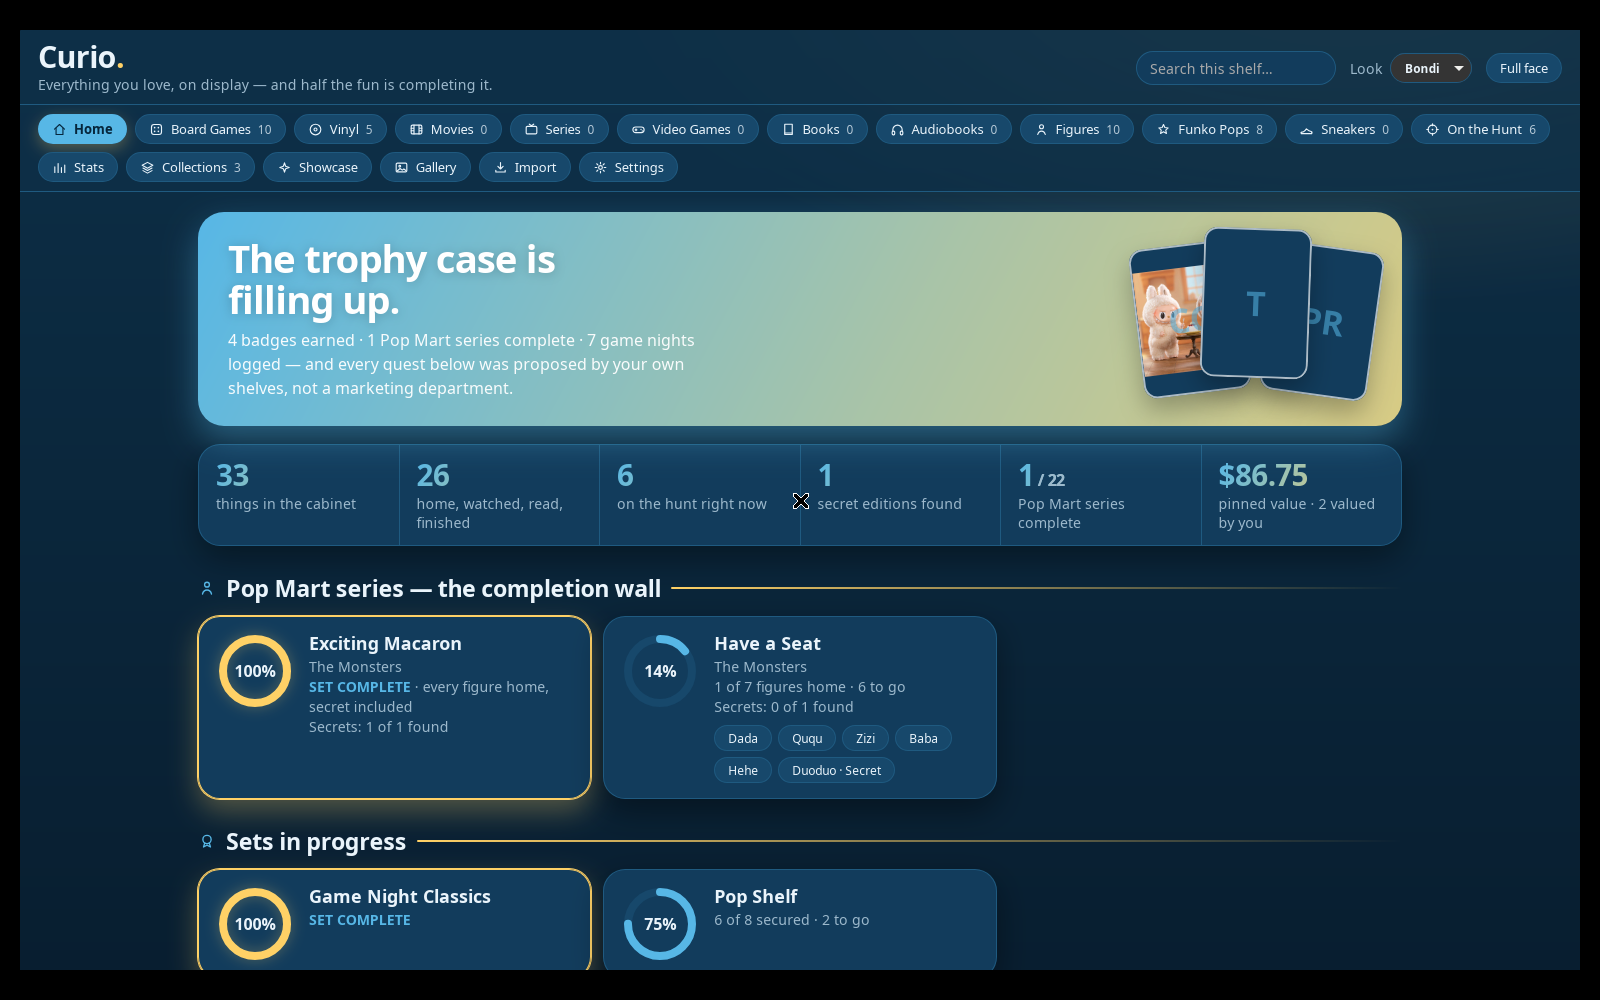 Curio.
Everything you love, on display — and half the fun is completing it.
Search this shelf...
Look
Bondi
Full face
Home
Board Games 10
Vinyl 5
Movies 0
Series 0
Video Games 0
Books 0
Audiobooks 0
Figures 10
Funko Pops 8
Sneakers 0
On the Hunt 6
Stats
Collections 3
Showcase
Gallery
Import
Settings
The trophy case is
filling up.
4 badges earned · 1 Pop Mart series complete · 7 game nights
logged — and every quest below was proposed by your own
shelves, not a marketing department.
T
PR
33
things in the cabinet
26
home, watched, read,
finished
6
on the hunt right now
1
secret editions found
1 / 22
Pop Mart series
complete
$86.75
pinned value · 2 valued
by you
Pop Mart series — the completion wall
100%
Exciting Macaron
The Monsters
SET COMPLETE · every figure home,
secret included
Secrets: 1 of 1 found
14%
Have a Seat
The Monsters
1 of 7 figures home · 6 to go
Secrets: 0 of 1 found
Dada
Ququ
Zizi
Baba
Hehe
Duoduo · Secret
Sets in progress
100%
Game Night Classics
SET COMPLETE
75%
Pop Shelf
6 of 8 secured · 2 to go